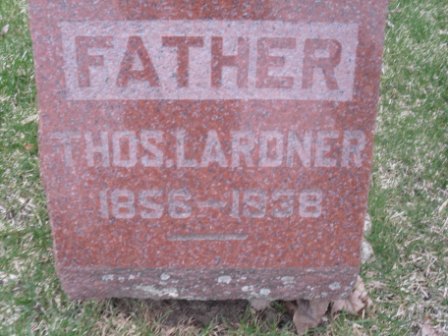 FATHER
THOS. LARDNER
1856–1938